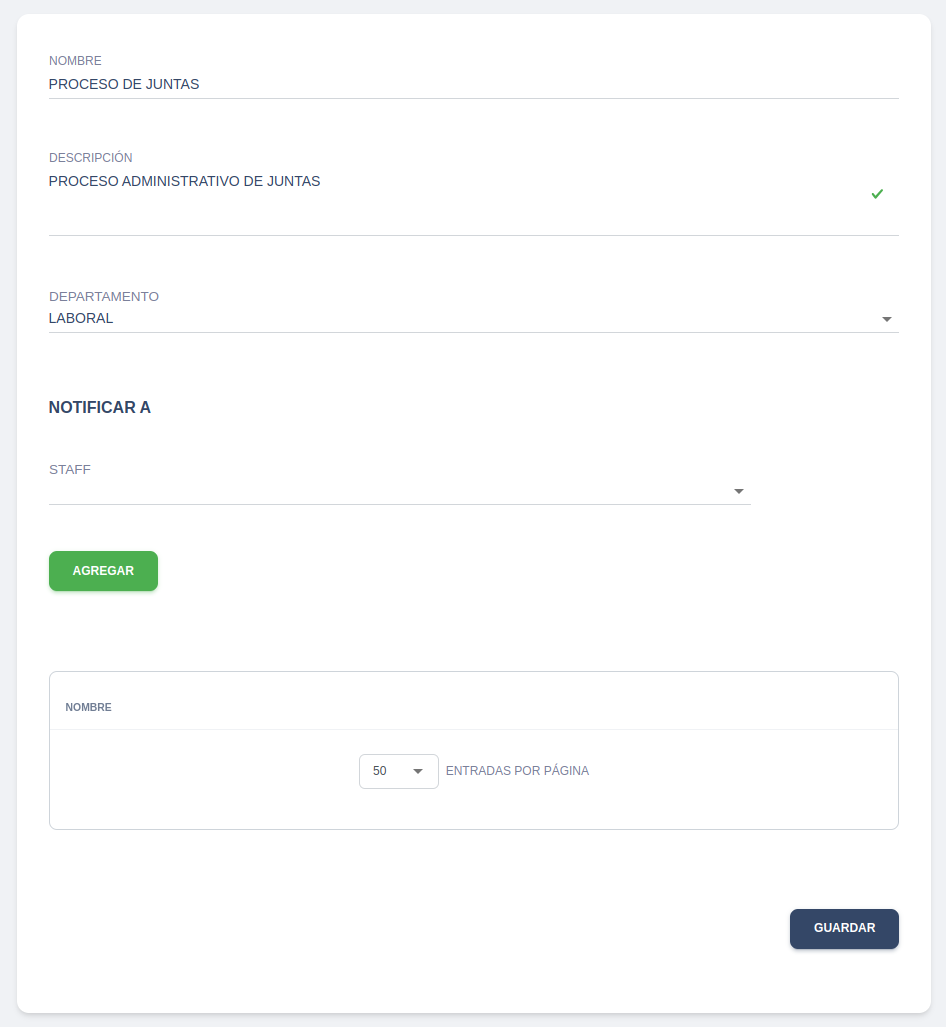 NOMBRE
PROCESO DE JUNTAS
DESCRIPCIÓN
PROCESO ADMINISTRATIVO DE JUNTAS
DEPARTAMENTO
LABORAL
NOTIFICAR A
STAFF
AGREGAR
NOMBRE
50 ENTRADAS POR PÁGINA
GUARDAR